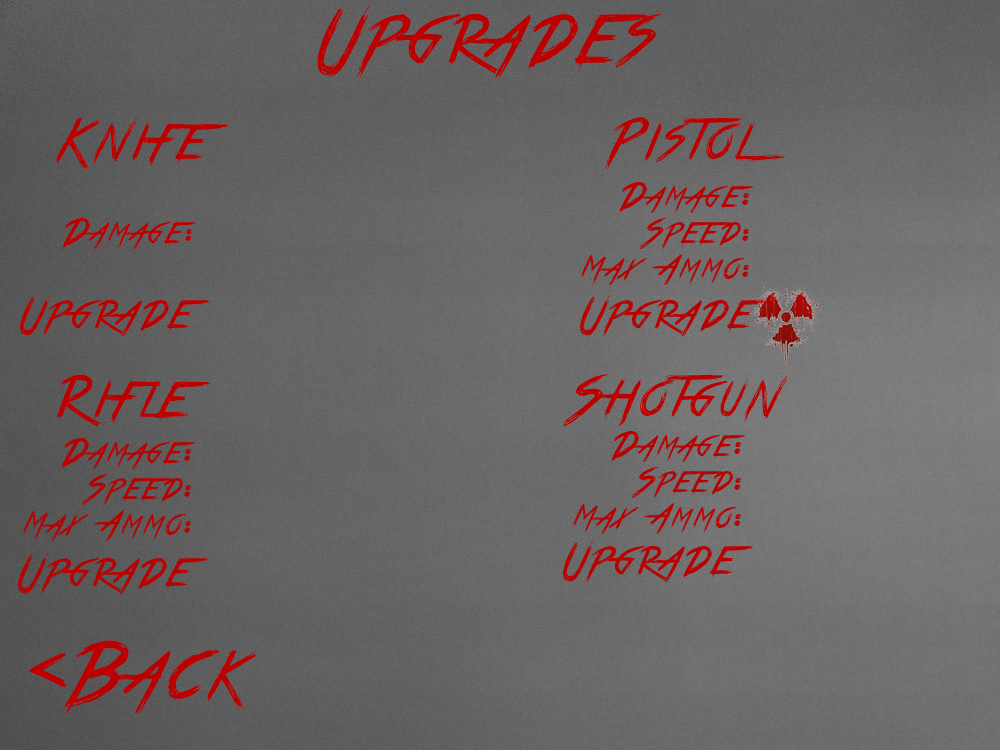 Upgrades
Knife
Damage:
Upgrade
Pistol
Damage:
Speed:
Max Ammo:
Upgrade
Rifle
Damage:
Speed:
Max Ammo:
Upgrade
Shotgun
Damage:
Speed:
Max Ammo:
Upgrade
<Back